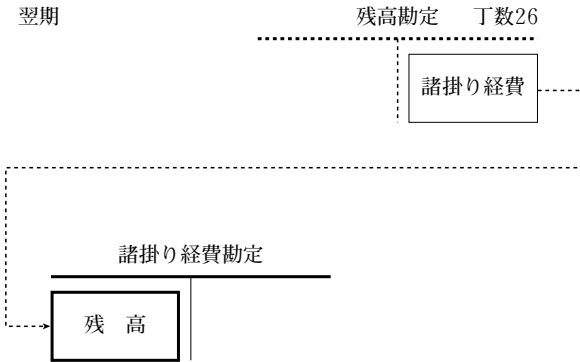 翌期
残高勘定　丁数26
諸掛り経費
諸掛り経費勘定
残　高